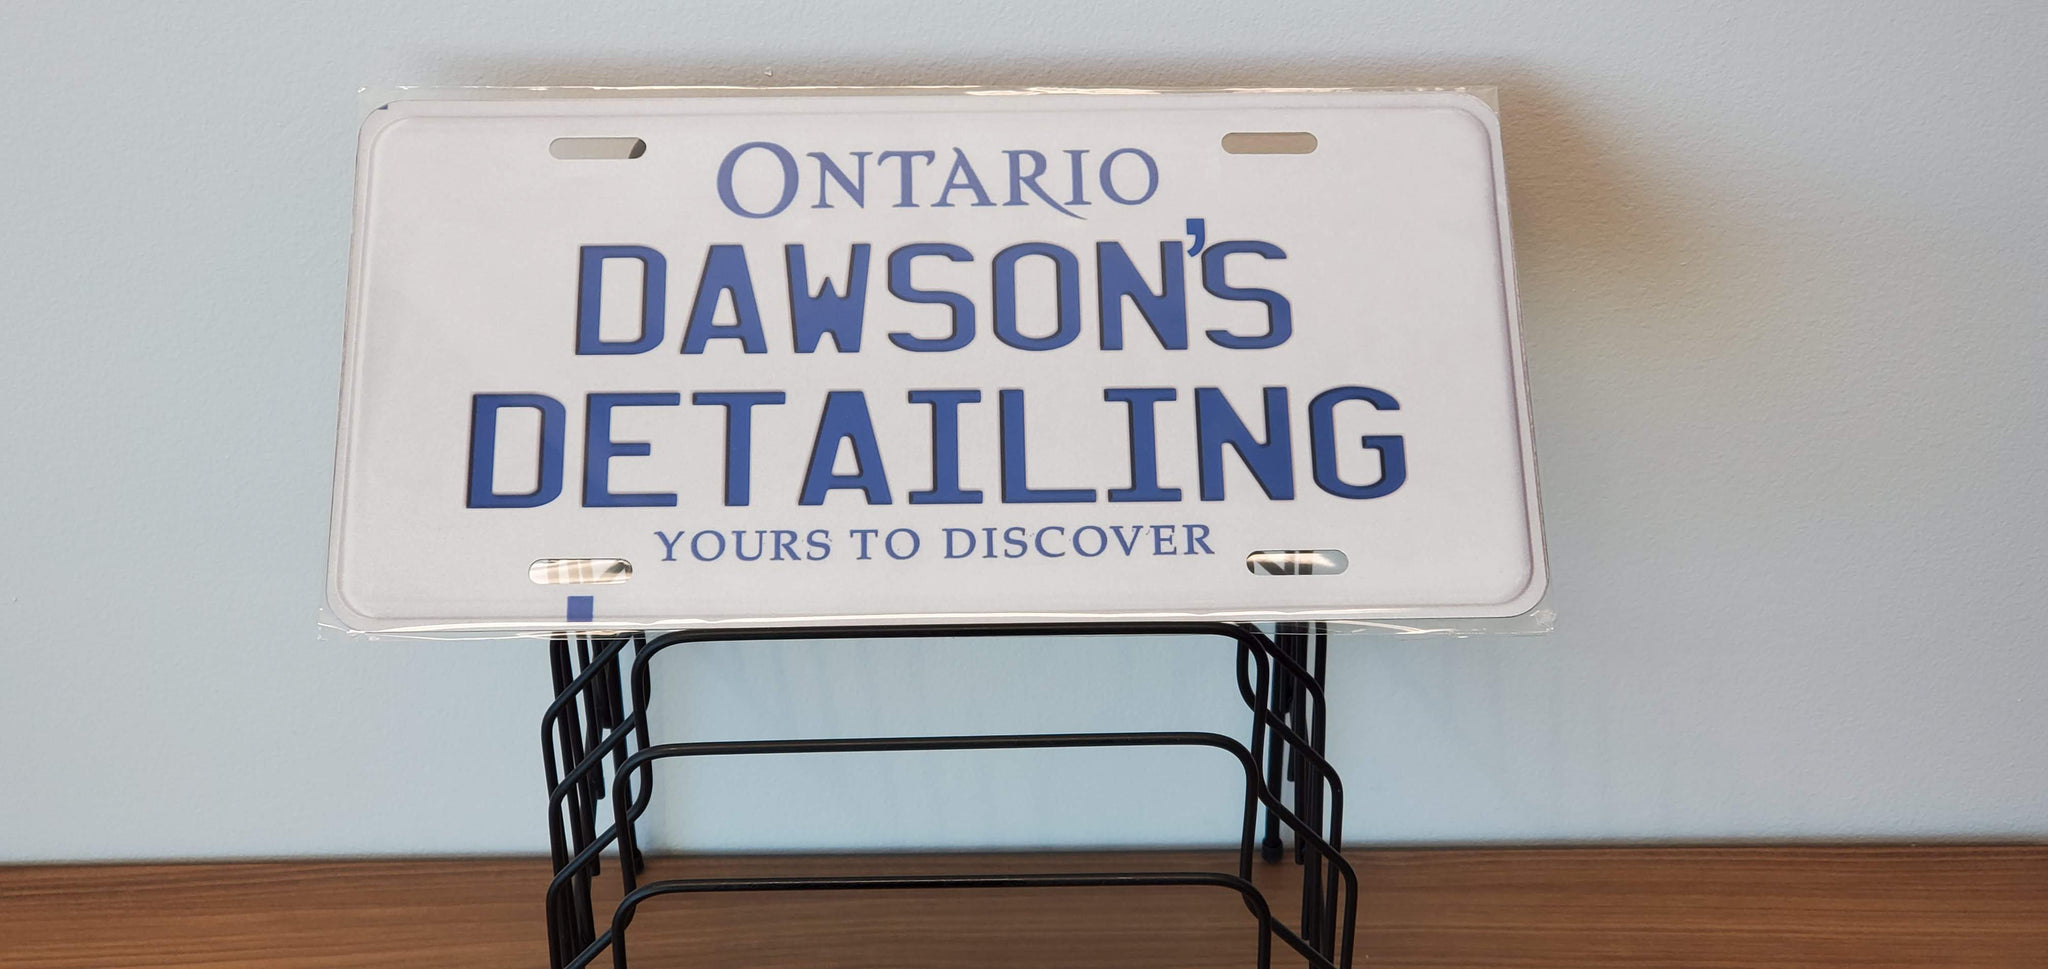 ONTARIO
DAWSON'S
DETAILING
YOURS TO DISCOVER